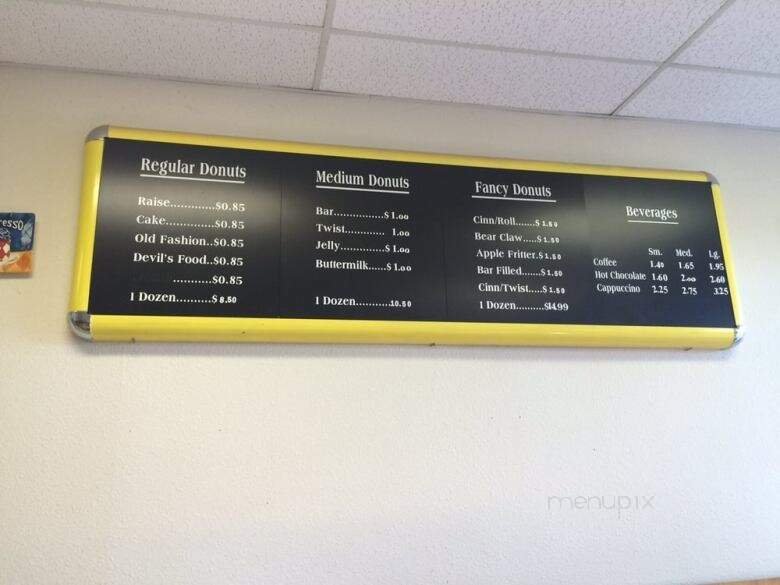 Regular Donuts
Raise.............$0.85
Cake..............$0.85
Old Fashion..$0.85
Devil's Food..$0.85
...........$0.85
1 Dozen..........$ 8.50
Medium Donuts
Bar................$ 1.00
Twist............. 1.00
Jelly..............$ 1.00
Buttermilk.....$ 1.00
1 Dozen...........10.50
Fancy Donuts
Cinn/Roll.......$ 1.50
Bear Claw.....$ 1.50
Apple Fritter.$ 1.50
Bar Filled.......$ 1.50
Cinn/Twist.....$ 1.50
1 Dozen..........$14.99
Beverages
Sm. Med. Lg.
Coffee 1.40 1.65 1.95
Hot Chocolate 1.60 2.00 2.60
Cappuccino 2.25 2.75 3.25
resso
menupix